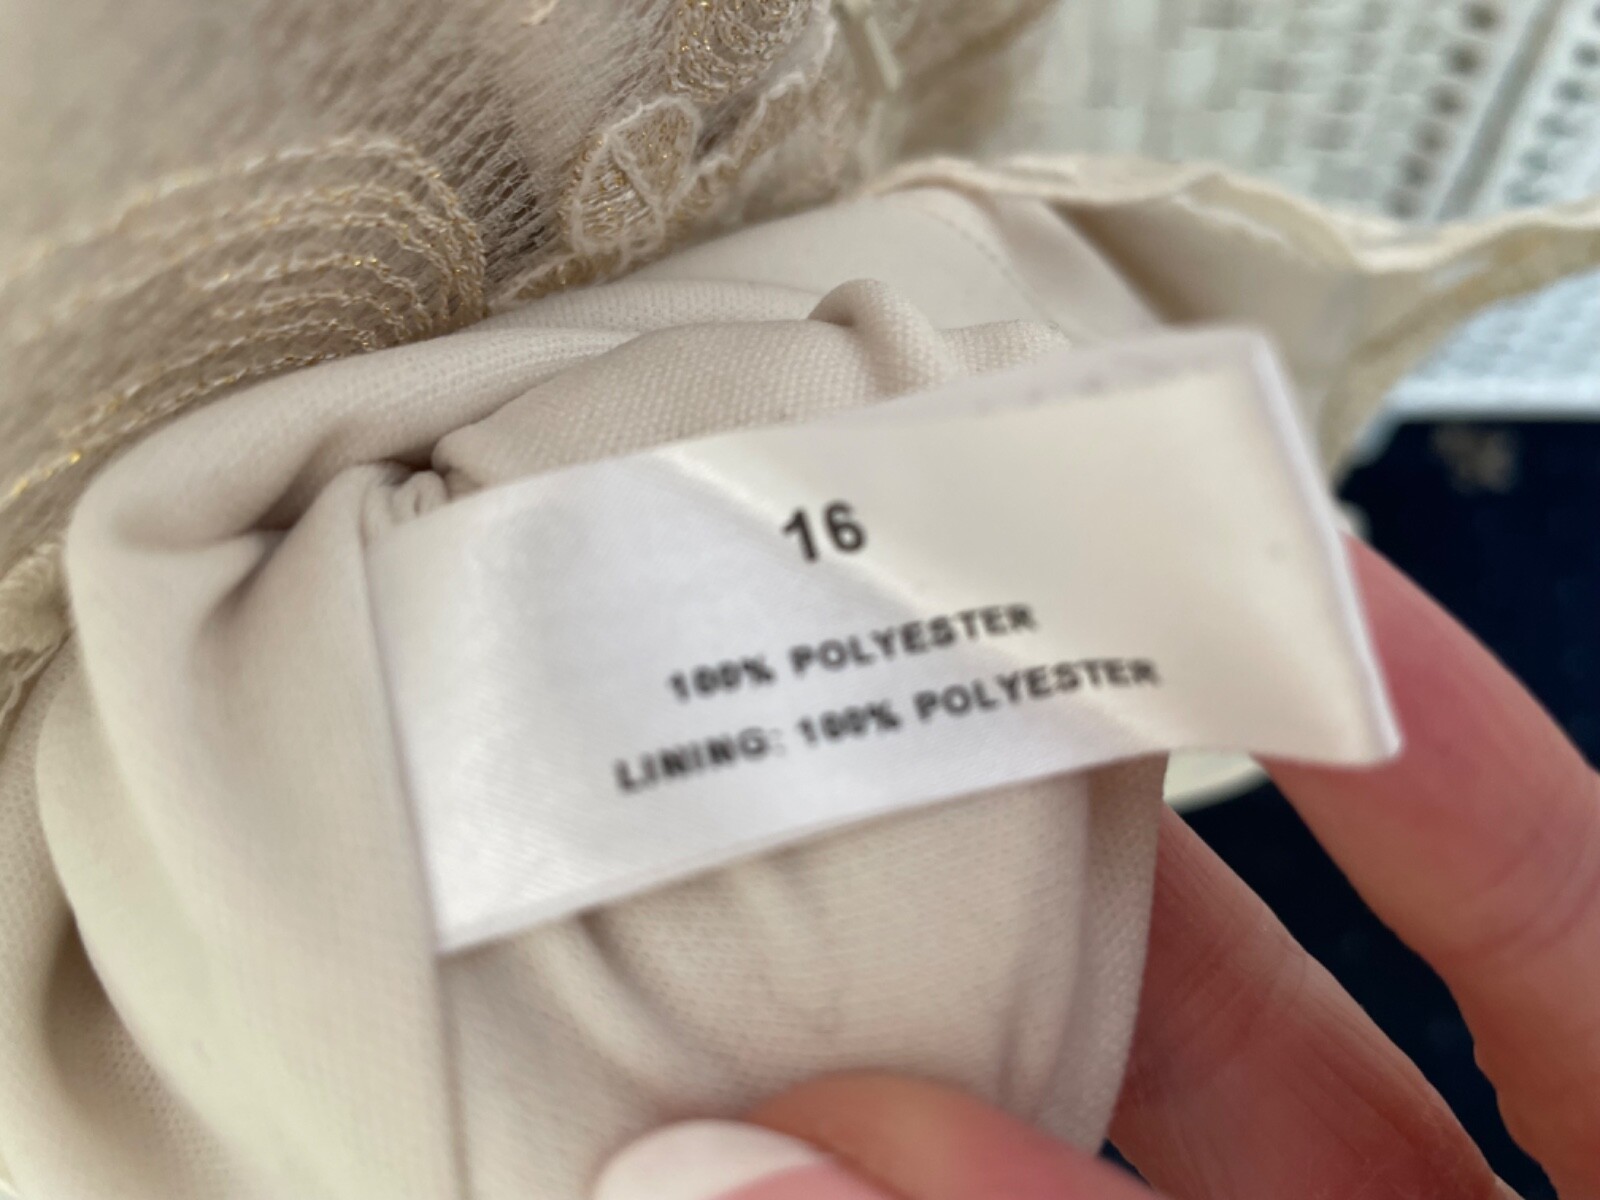 16
100% POLYESTER
LINING: 100% POLYESTER